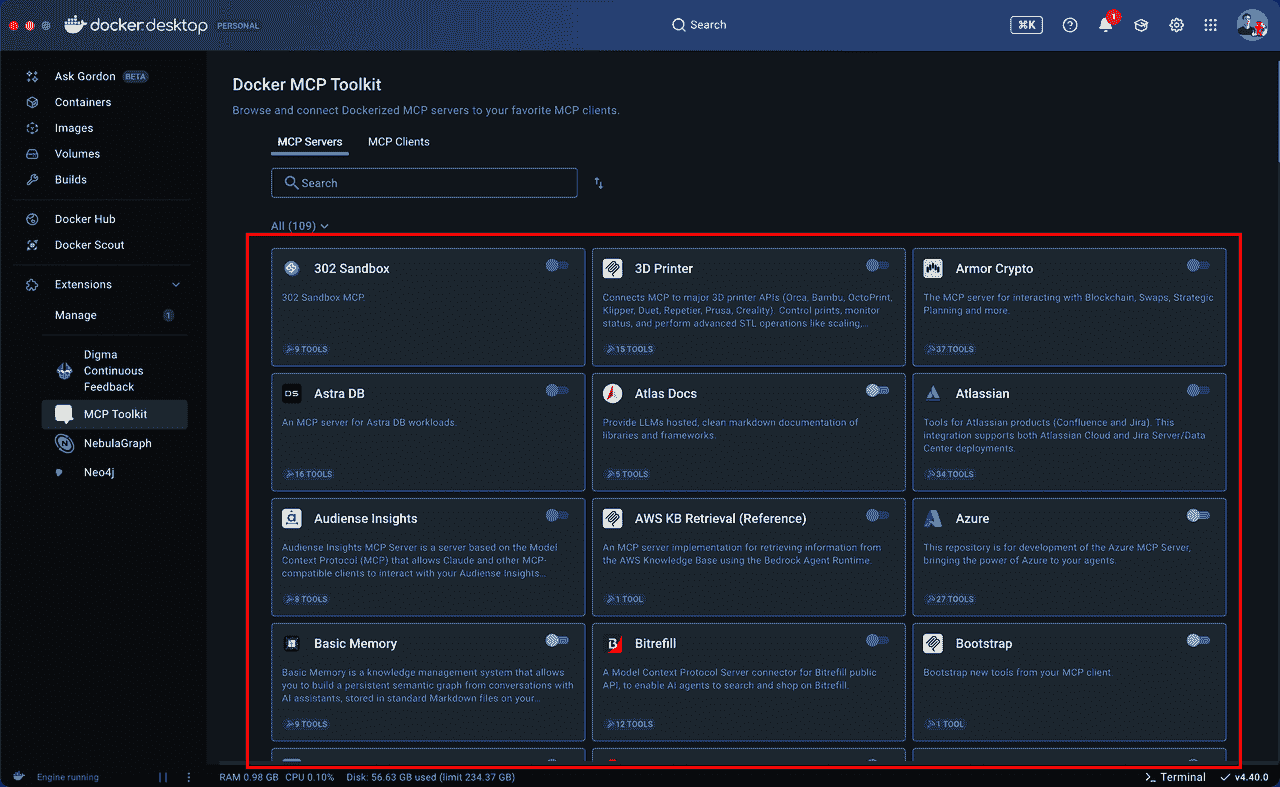 docker.desktop PERSONAL
Search
⌘K
1
Ask Gordon BETA
Containers
Images
Volumes
Builds
Docker Hub
Docker Scout
Extensions
Manage 1
Digma
Continuous
Feedback
MCP Toolkit
NebulaGraph
Neo4j
Docker MCP Toolkit
Browse and connect Dockerized MCP servers to your favorite MCP clients.
MCP Servers MCP Clients
Search
All (109)
302 Sandbox
302 Sandbox MCP.
9 TOOLS
3D Printer
Connects MCP to major 3D printer APIs (Orca, Bambu, OctoPrint,
Klipper, Duet, Repetier, Prusa, Creality). Control prints, monitor
status, and perform advanced STL operations like scaling,...
15 TOOLS
Armor Crypto
The MCP server for interacting with Blockchain, Swaps, Strategic
Planning and more.
37 TOOLS
DS
Astra DB
An MCP server for Astra DB workloads.
16 TOOLS
Atlas Docs
Provide LLMs hosted, clean markdown documentation of
libraries and frameworks.
5 TOOLS
Atlassian
Tools for Atlassian products (Confluence and Jira). This
integration supports both Atlassian Cloud and Jira Server/Data
Center deployments.
34 TOOLS
Audiense Insights
Audiense Insights MCP Server is a server based on the Model
Context Protocol (MCP) that allows Claude and other MCP-
compatible clients to interact with your Audiense Insights...
8 TOOLS
AWS KB Retrieval (Reference)
An MCP server implementation for retrieving information from
the AWS Knowledge Base using the Bedrock Agent Runtime.
1 TOOL
Azure
This repository is for development of the Azure MCP Server,
bringing the power of Azure to your agents.
27 TOOLS
Basic Memory
Basic Memory is a knowledge management system that allows
you to build a persistent semantic graph from conversations with
AI assistants, stored in standard Markdown files on your...
9 TOOLS
Bitrefill
A Model Context Protocol Server connector for Bitrefill public
API, to enable AI agents to search and shop on Bitrefill.
12 TOOLS
Bootstrap
Bootstrap new tools from your MCP client.
1 TOOL
Engine running
RAM 0.98 GB CPU 0.10% Disk: 56.63 GB used (limit 234.37 GB)
>_ Terminal
v4.40.0